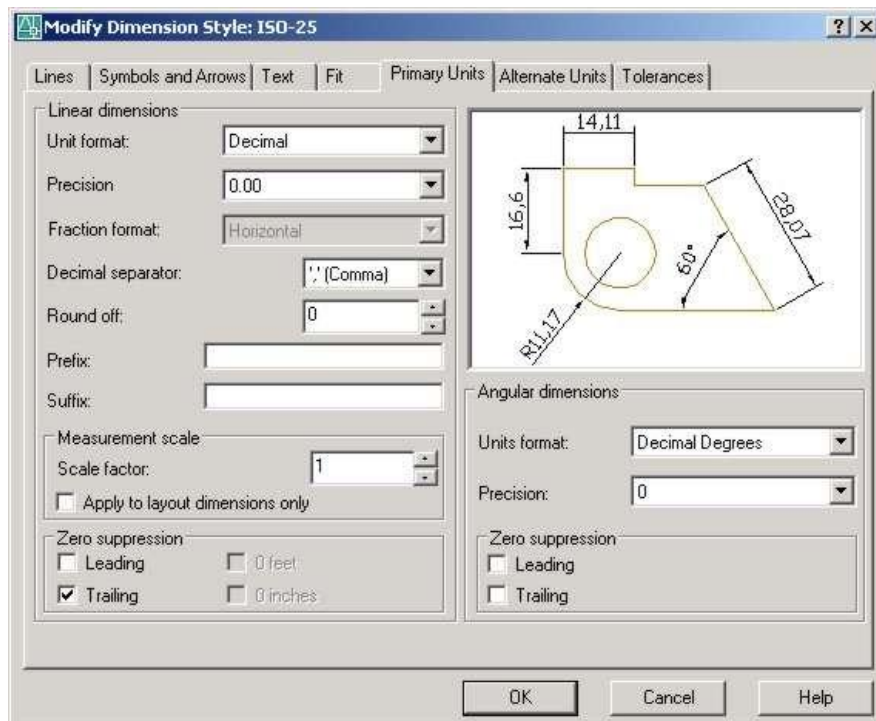 Modify Dimension Style: ISO-25
Lines Symbols and Arrows Text Fit Primary Units Alternate Units Tolerances
Linear dimensions
Unit format: Decimal
Precision 0.00
Fraction format: Horizontal
Decimal separator: ',' (Comma)
Round off: 0
Prefix:
Suffix:
Measurement scale
Scale factor: 1
Apply to layout dimensions only
Zero suppression
Leading 0 feet
Trailing 0 inches
14,11
16,6
28,07
60°
R11,17
Angular dimensions
Units format: Decimal Degrees
Precision: 0
Zero suppression
Leading
Trailing
OK Cancel Help